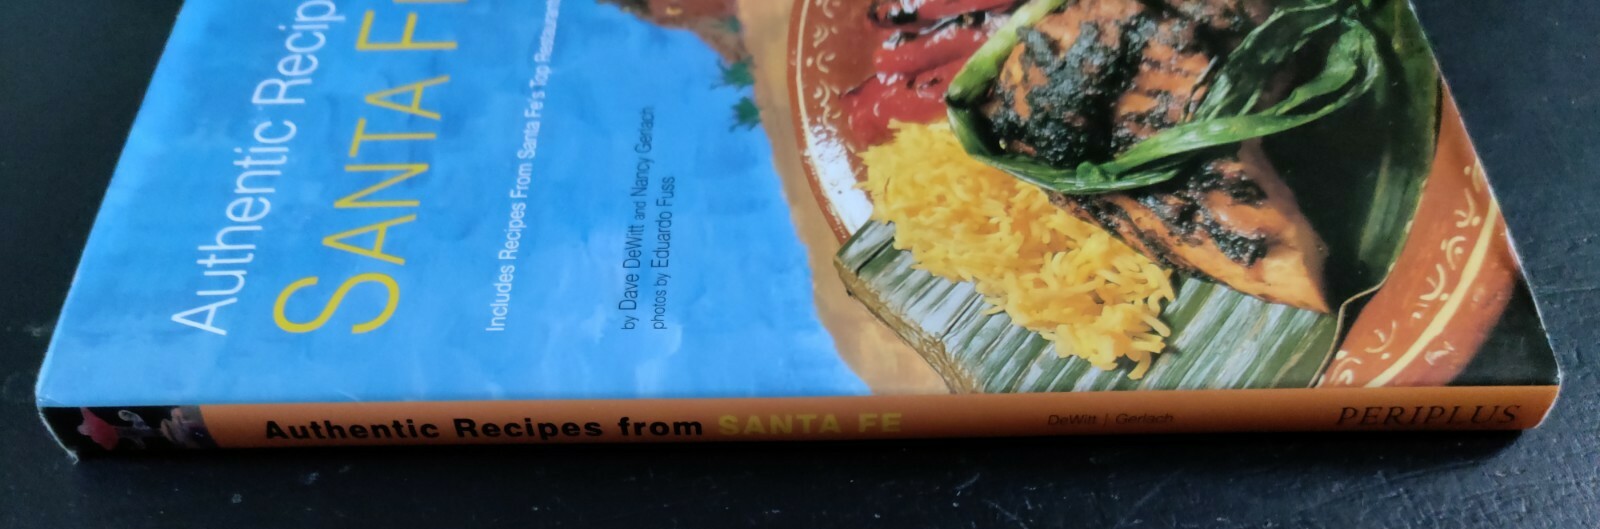 Authentic Recip
SANTA F
Includes Recipes From Santa Fe's Top Restaurants
by Dave DeWitt and Nancy Gerlach
photos by Eduardo Fuss
Authentic Recipes from SANTA FE
DeWitt | Gerlach
PERIPLUS